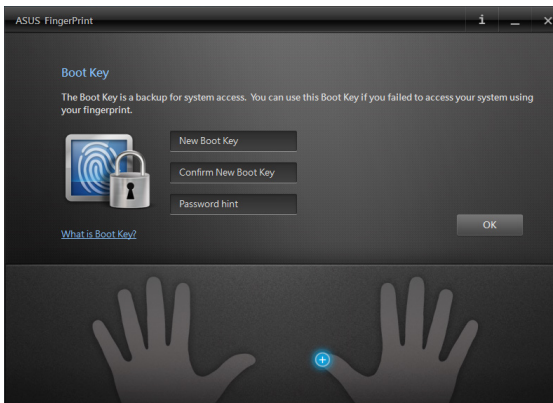 ASUS FingerPrint
Boot Key
The Boot Key is a backup for system access. You can use this Boot Key if you failed to access your system using
your fingerprint.
New Boot Key
Confirm New Boot Key
Password hint
What is Boot Key?
OK